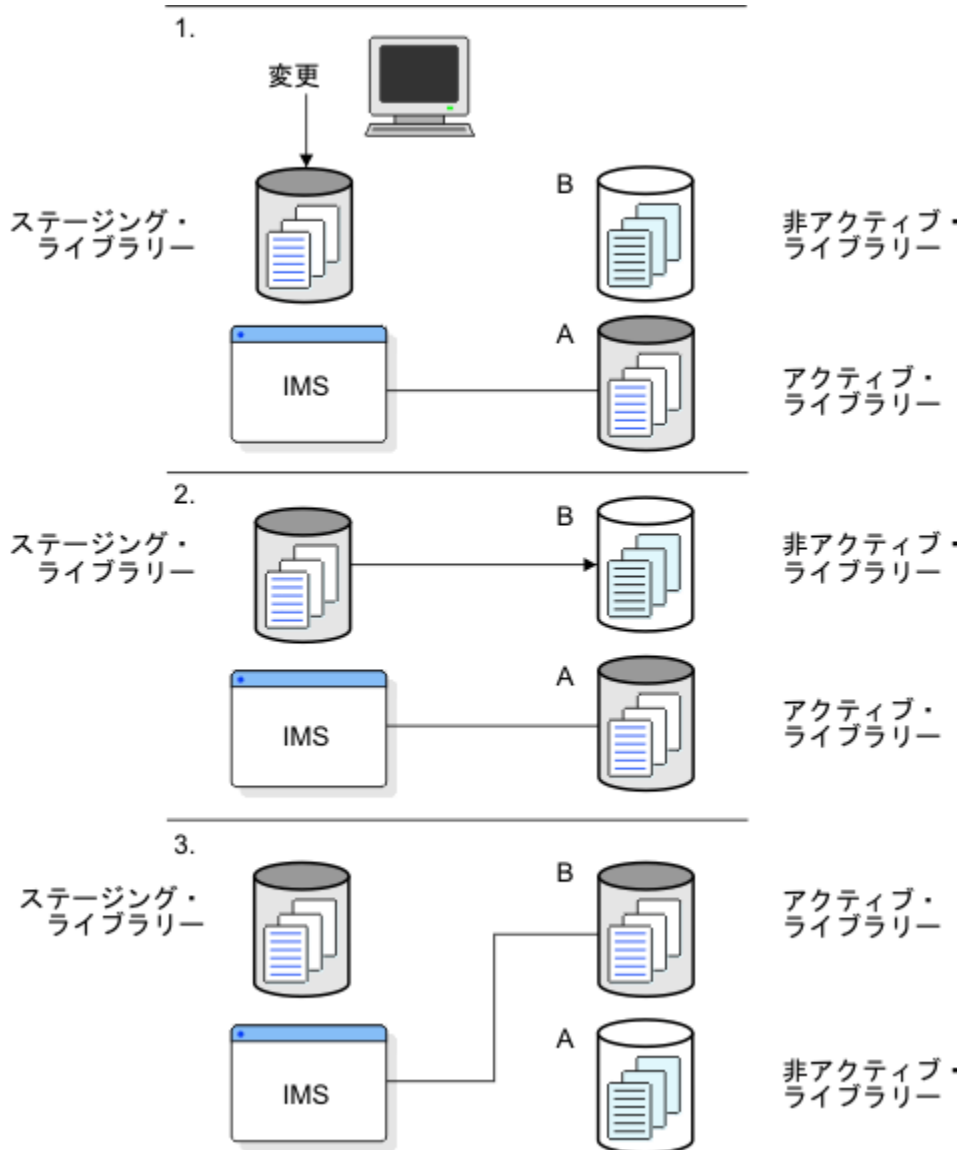 1.
変更
ステージング・
ライブラリー
B
非アクティブ・
ライブラリー
IMS
A
アクティブ・
ライブラリー
2.
ステージング・
ライブラリー
B
非アクティブ・
ライブラリー
IMS
A
アクティブ・
ライブラリー
3.
ステージング・
ライブラリー
B
アクティブ・
ライブラリー
IMS
A
非アクティブ・
ライブラリー